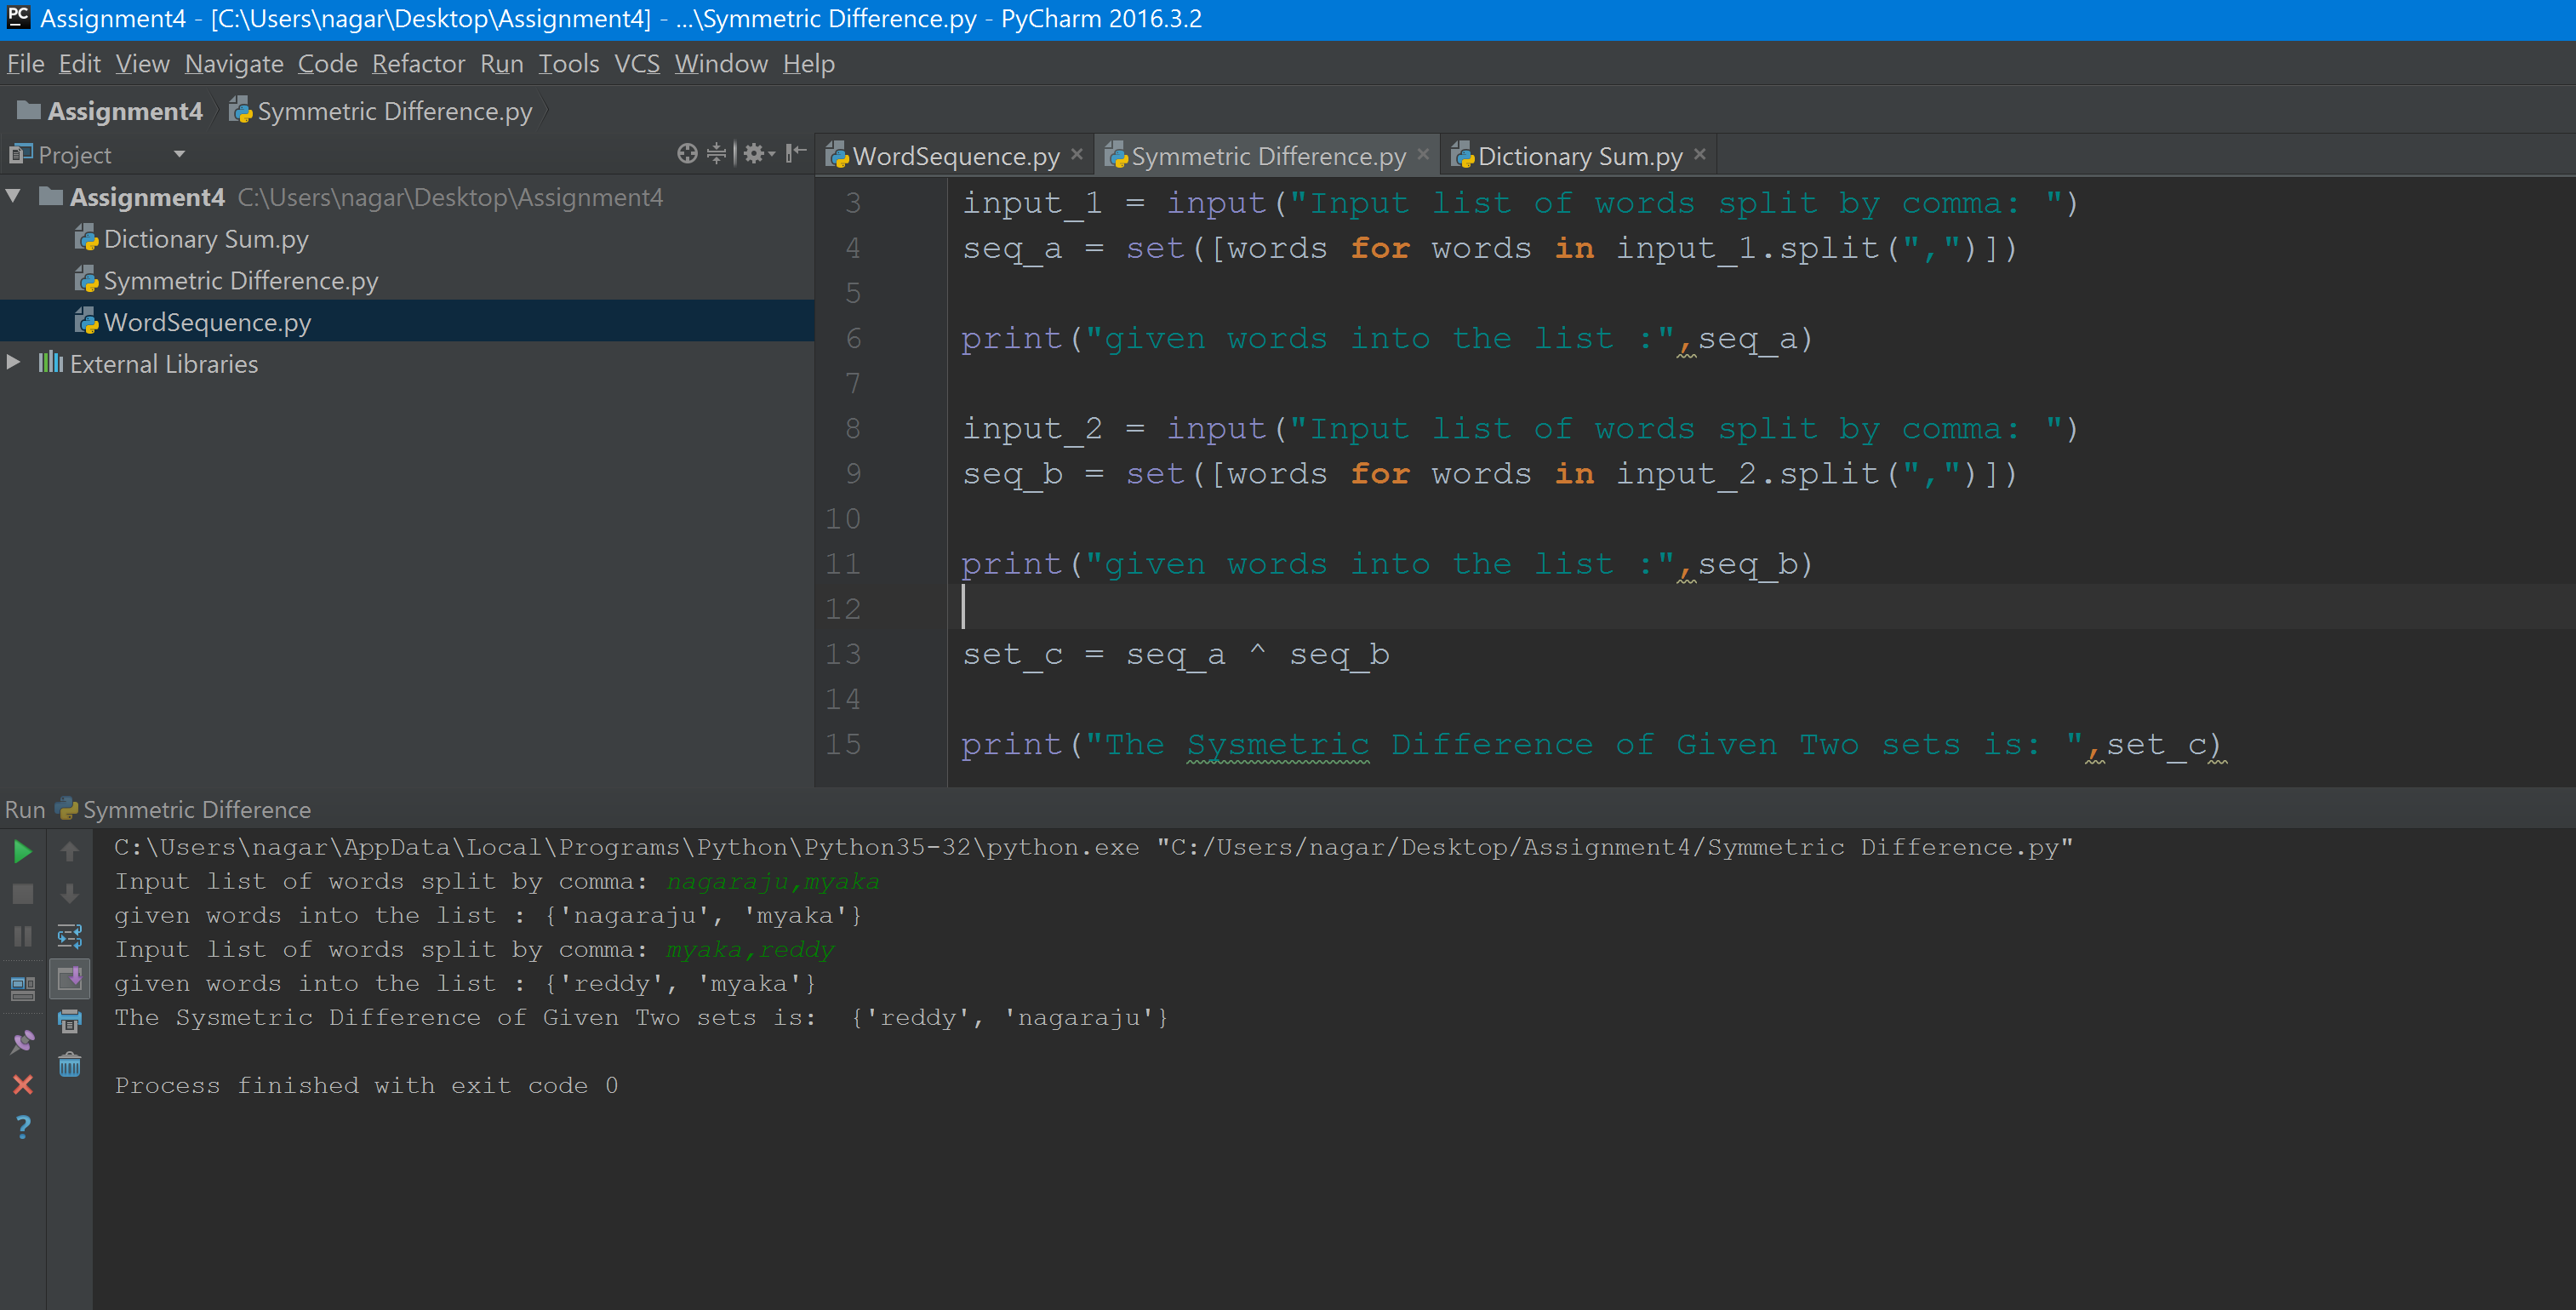 PC Assignment4 - [C:\Users\nagar\Desktop\Assignment4] - ...\Symmetric Difference.py - PyCharm 2016.3.2
File Edit View Navigate Code Refactor Run Tools VCS Window Help
Assignment4 Symmetric Difference.py
Project
Assignment4 C:\Users\nagar\Desktop\Assignment4
Dictionary Sum.py
Symmetric Difference.py
WordSequence.py
External Libraries
WordSequence.py × Symmetric Difference.py × Dictionary Sum.py ×
3 input_1 = input("Input list of words split by comma: ")
4 seq_a = set([words for words in input_1.split(",")])
5
6 print("given words into the list :",seq_a)
7
8 input_2 = input("Input list of words split by comma: ")
9 seq_b = set([words for words in input_2.split(",")])
10
11 print("given words into the list :",seq_b)
12
13 set_c = seq_a ^ seq_b
14
15 print("The Sysmetric Difference of Given Two sets is: ",set_c)
Run Symmetric Difference
C:\Users\nagar\AppData\Local\Programs\Python\Python35-32\python.exe "C:/Users/nagar/Desktop/Assignment4/Symmetric Difference.py"
Input list of words split by comma: nagaraju,myaka
given words into the list : {'nagaraju', 'myaka'}
Input list of words split by comma: myaka,reddy
given words into the list : {'reddy', 'myaka'}
The Sysmetric Difference of Given Two sets is:  {'reddy', 'nagaraju'}
Process finished with exit code 0